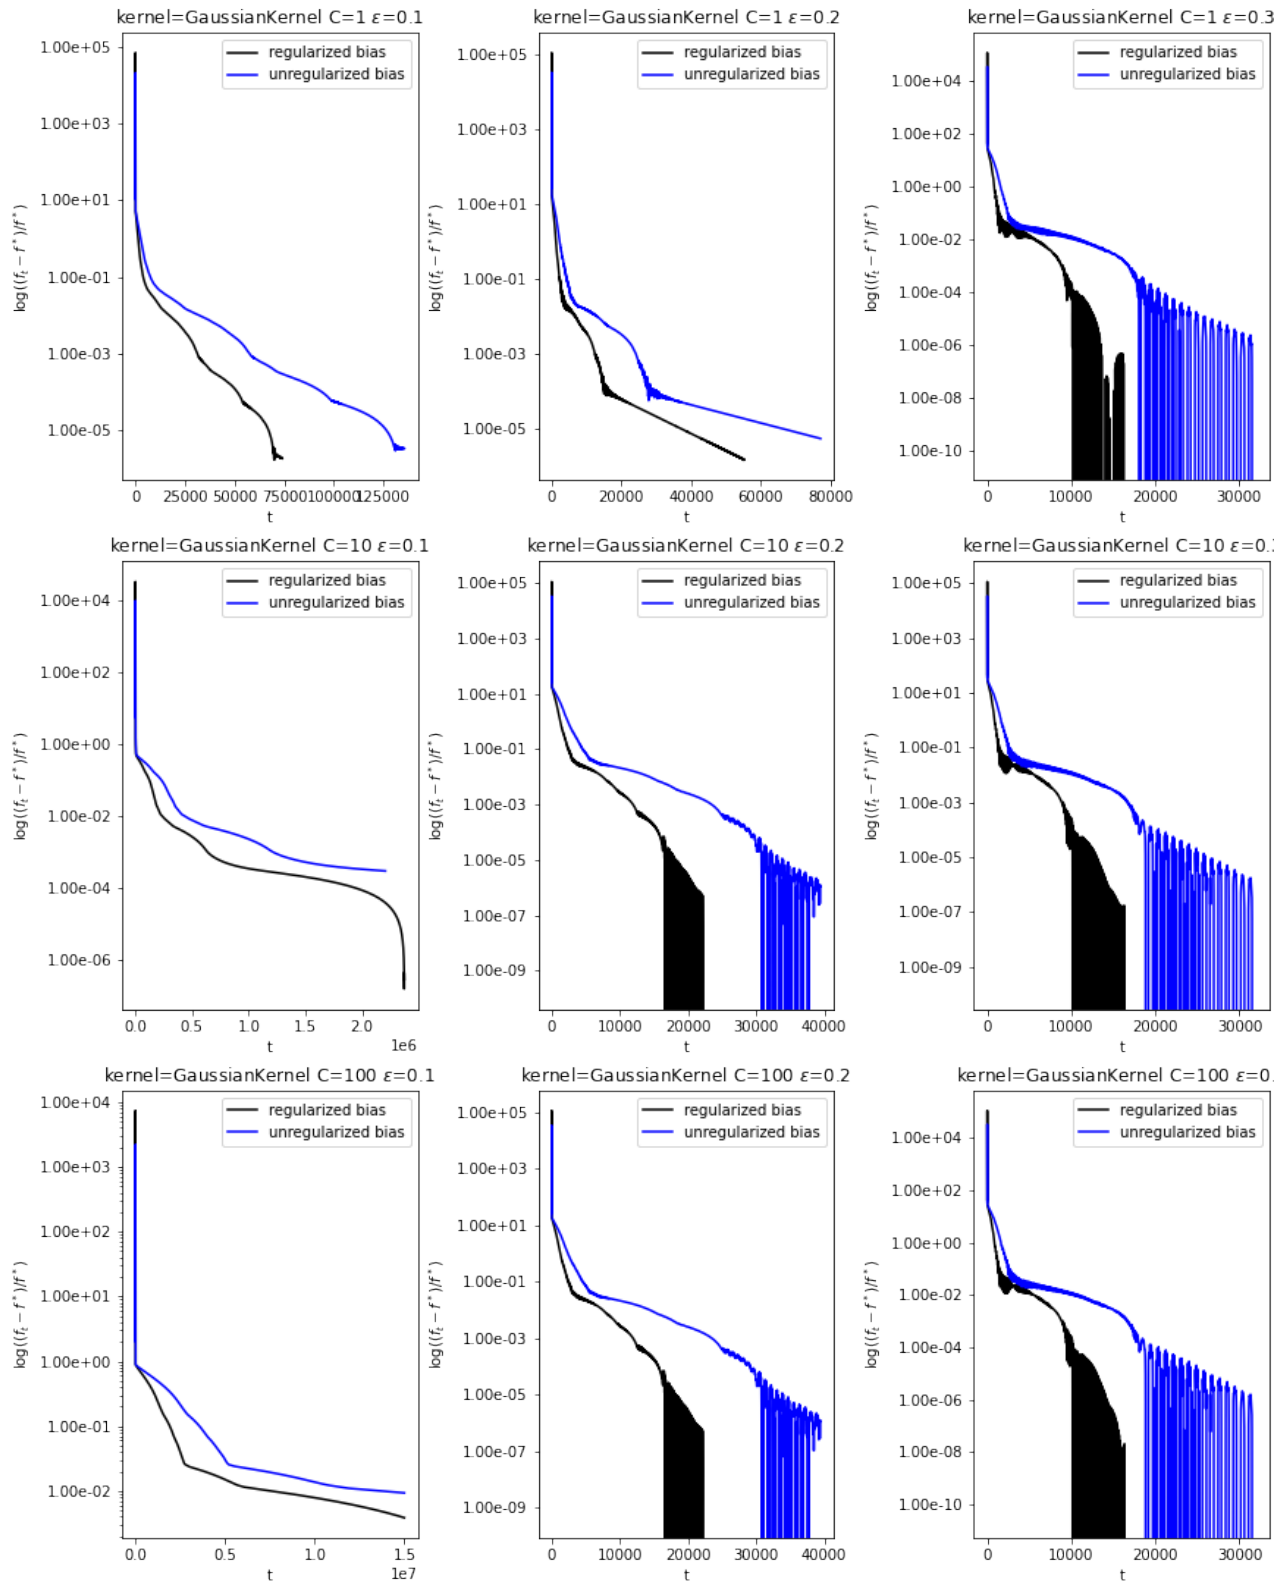 kernel=GaussianKernel C=1 ε=0.1
regularized bias
unregularized bias
1.00e+05
1.00e+03
1.00e+01
1.00e-01
1.00e-03
1.00e-05
log((f_t − f*)/f*)
0 25000 50000 75000 100000 125000
t
kernel=GaussianKernel C=1 ε=0.2
regularized bias
unregularized bias
1.00e+05
1.00e+03
1.00e+01
1.00e-01
1.00e-03
1.00e-05
log((f_t − f*)/f*)
0 20000 40000 60000 80000
t
kernel=GaussianKernel C=1 ε=0.3
regularized bias
unregularized bias
1.00e+04
1.00e+02
1.00e+00
1.00e-02
1.00e-04
1.00e-06
1.00e-08
1.00e-10
log((f_t − f*)/f*)
0 10000 20000 30000
t
kernel=GaussianKernel C=10 ε=0.1
regularized bias
unregularized bias
1.00e+04
1.00e+02
1.00e+00
1.00e-02
1.00e-04
1.00e-06
log((f_t − f*)/f*)
0.0 0.5 1.0 1.5 2.0
1e6
t
kernel=GaussianKernel C=10 ε=0.2
regularized bias
unregularized bias
1.00e+05
1.00e+03
1.00e+01
1.00e-01
1.00e-03
1.00e-05
1.00e-07
1.00e-09
log((f_t − f*)/f*)
0 10000 20000 30000 40000
t
kernel=GaussianKernel C=10 ε=0.
regularized bias
unregularized bias
1.00e+05
1.00e+03
1.00e+01
1.00e-01
1.00e-03
1.00e-05
1.00e-07
1.00e-09
log((f_t − f*)/f*)
0 10000 20000 30000
t
kernel=GaussianKernel C=100 ε=0.1
regularized bias
unregularized bias
1.00e+04
1.00e+03
1.00e+02
1.00e+01
1.00e+00
1.00e-01
1.00e-02
log((f_t − f*)/f*)
0.0 0.5 1.0 1.5
1e7
t
kernel=GaussianKernel C=100 ε=0.2
regularized bias
unregularized bias
1.00e+05
1.00e+03
1.00e+01
1.00e-01
1.00e-03
1.00e-05
1.00e-07
1.00e-09
log((f_t − f*)/f*)
0 10000 20000 30000 40000
t
kernel=GaussianKernel C=100 ε=0.
regularized bias
unregularized bias
1.00e+04
1.00e+02
1.00e+00
1.00e-02
1.00e-04
1.00e-06
1.00e-08
1.00e-10
log((f_t − f*)/f*)
0 10000 20000 30000
t